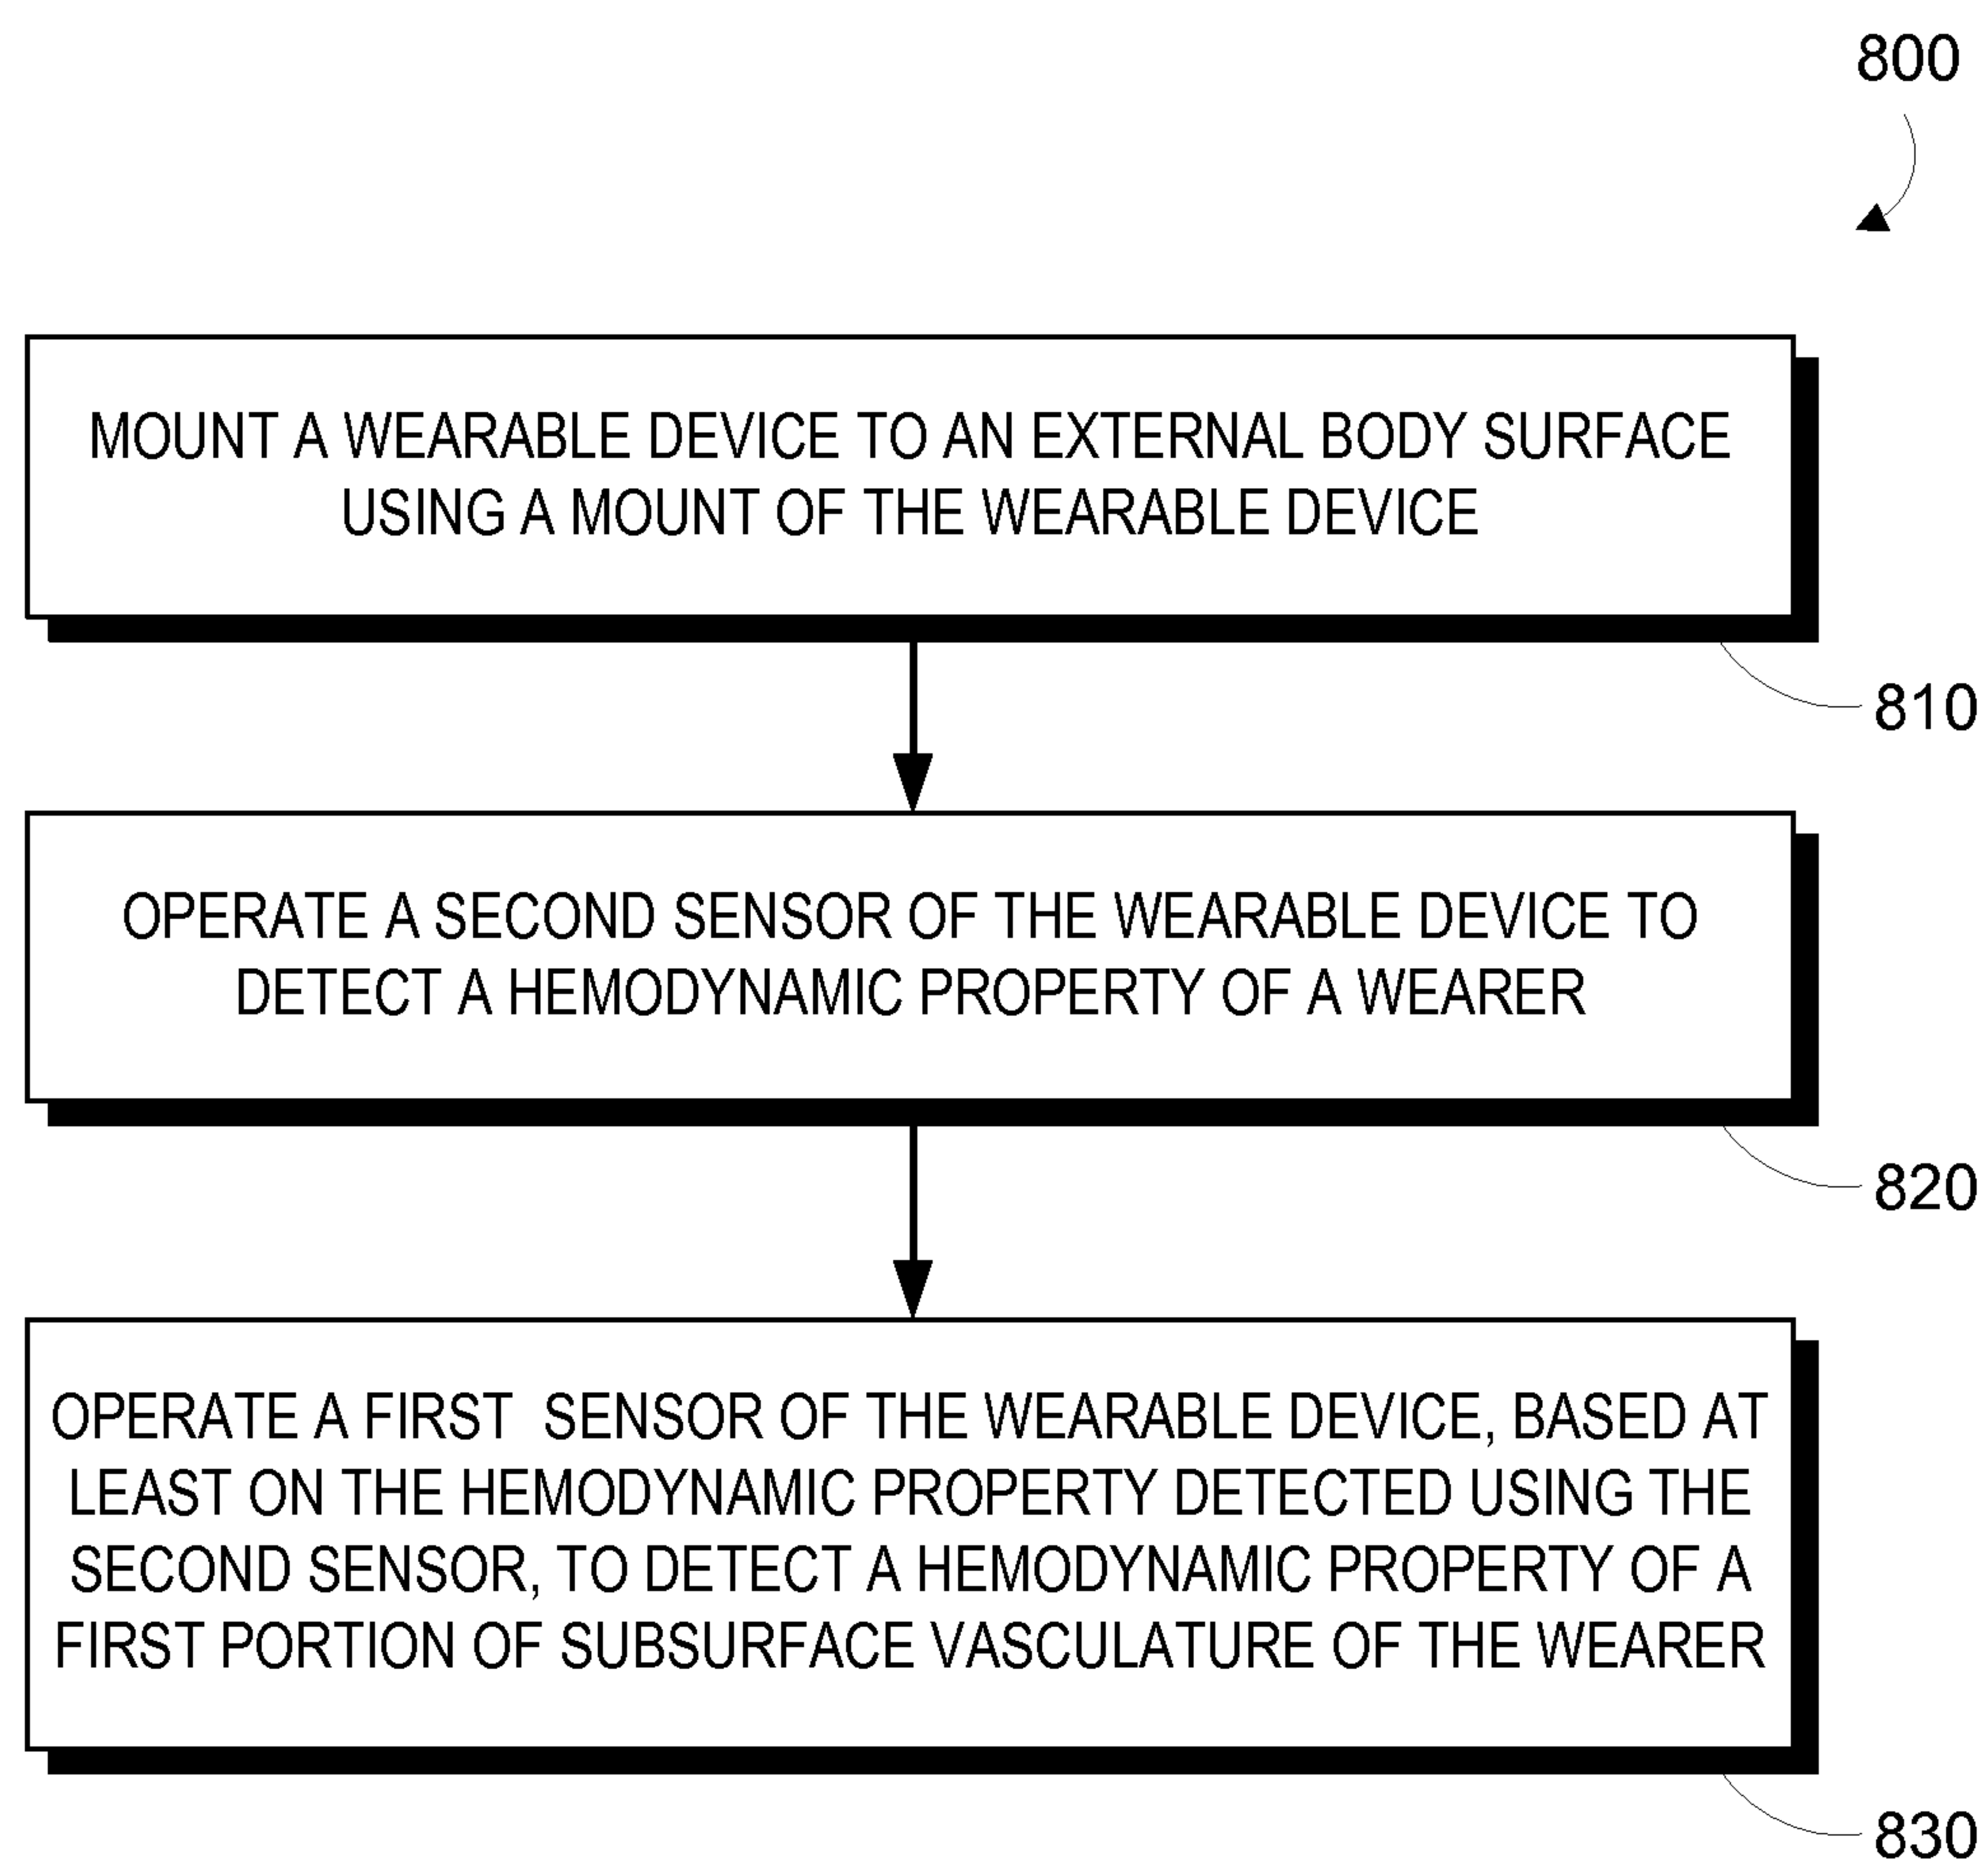 800
MOUNT A WEARABLE DEVICE TO AN EXTERNAL BODY SURFACE
USING A MOUNT OF THE WEARABLE DEVICE
810
OPERATE A SECOND SENSOR OF THE WEARABLE DEVICE TO
DETECT A HEMODYNAMIC PROPERTY OF A WEARER
820
OPERATE A FIRST SENSOR OF THE WEARABLE DEVICE, BASED AT
LEAST ON THE HEMODYNAMIC PROPERTY DETECTED USING THE
SECOND SENSOR, TO DETECT A HEMODYNAMIC PROPERTY OF A
FIRST PORTION OF SUBSURFACE VASCULATURE OF THE WEARER
830